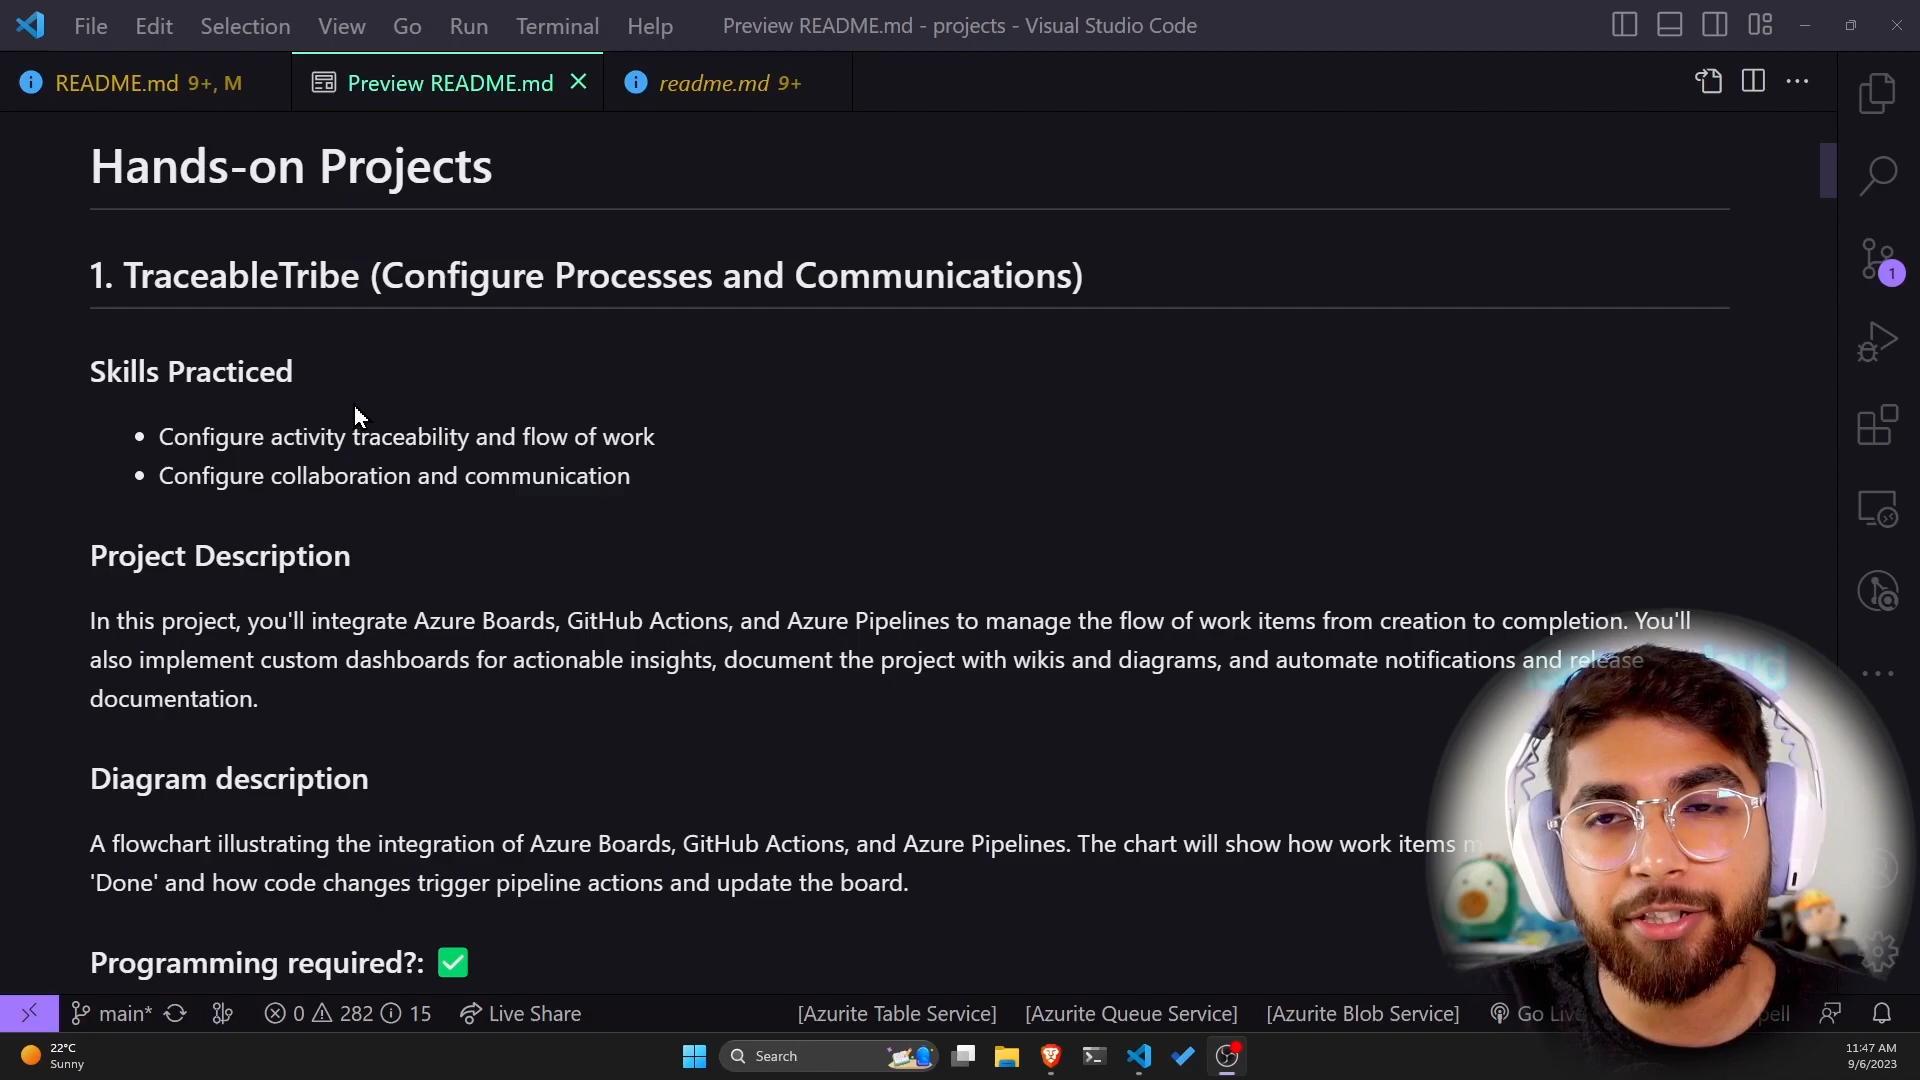 File Edit Selection View Go Run Terminal Help Preview README.md - projects - Visual Studio Code
README.md 9+, M Preview README.md readme.md 9+
Hands-on Projects
1. TraceableTribe (Configure Processes and Communications)
Skills Practiced
• Configure activity traceability and flow of work
• Configure collaboration and communication
1
Project Description
In this project, you'll integrate Azure Boards, GitHub Actions, and Azure Pipelines to manage the flow of work items from creation to completion. You'll
also implement custom dashboards for actionable insights, document the project with wikis and diagrams, and automate notifications and release
documentation.
Diagram description
A flowchart illustrating the integration of Azure Boards, GitHub Actions, and Azure Pipelines. The chart will show how work items
'Done' and how code changes trigger pipeline actions and update the board.
Programming required?: ✅
main* 0 282 15 Live Share [Azurite Table Service] [Azurite Queue Service] [Azurite Blob Service] Go
22°C
Sunny
Search
11:47 AM
9/6/2023